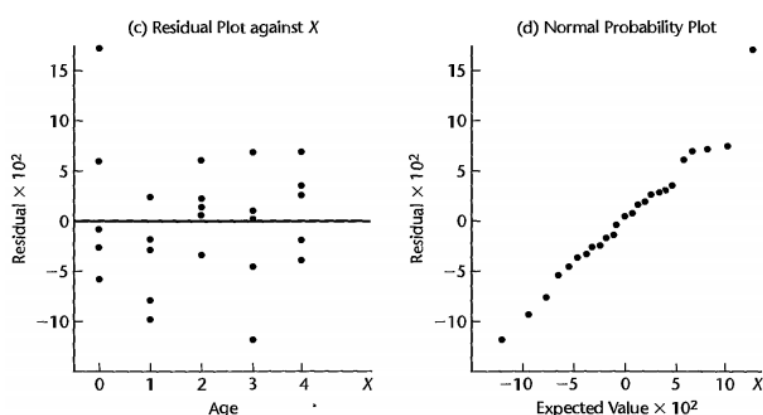 (c) Residual Plot against X
15
10
5
0
−5
−10
Residual × 10²
0 1 2 3 4 X
Age
(d) Normal Probability Plot
15
10
5
0
−5
−10
Residual × 10²
−10 −5 0 5 10 X
Expected Value × 10²